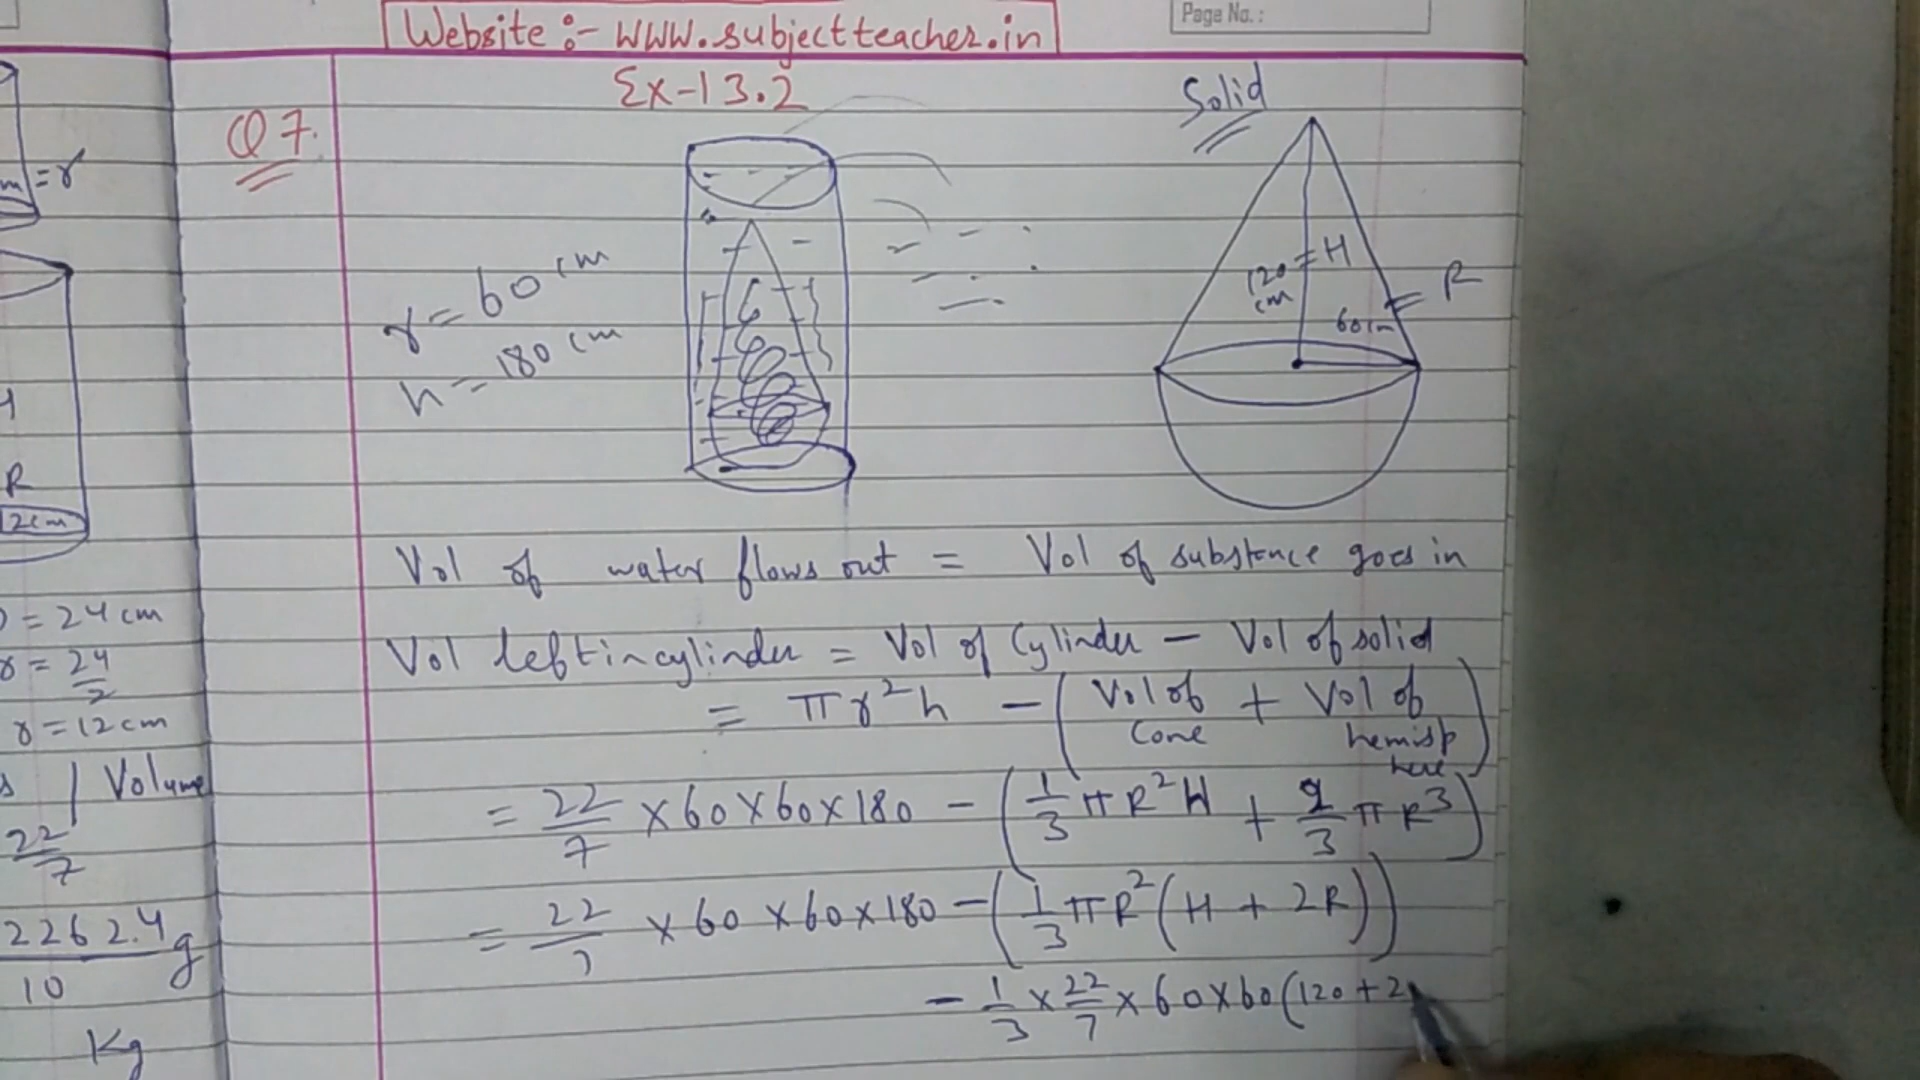 Website :- www.subjectteacher.in
Page No. :
Ex-13.2
Q7.
Solid
r = 60 cm
h = 180 cm
120 cm = H
60cm = R
m = r
H
R
2cm
Vol of water flows out = Vol of substance goes in
Vol left in cylinder = Vol of Cylinder - Vol of solid
= πr²h - (Vol of Cone + Vol of hemisphere)
= 22/7 × 60 × 60 × 180 - (1/3 πR²H + 2/3 πR³)
= 22/7 × 60 × 60 × 180 - (1/3 πR²(H + 2R))
- 1/3 × 22/7 × 60 × 60 (120 + 2
= 24 cm
r = 24/2
r = 12 cm
Volume
22/7
2262.4/10 g
Kg